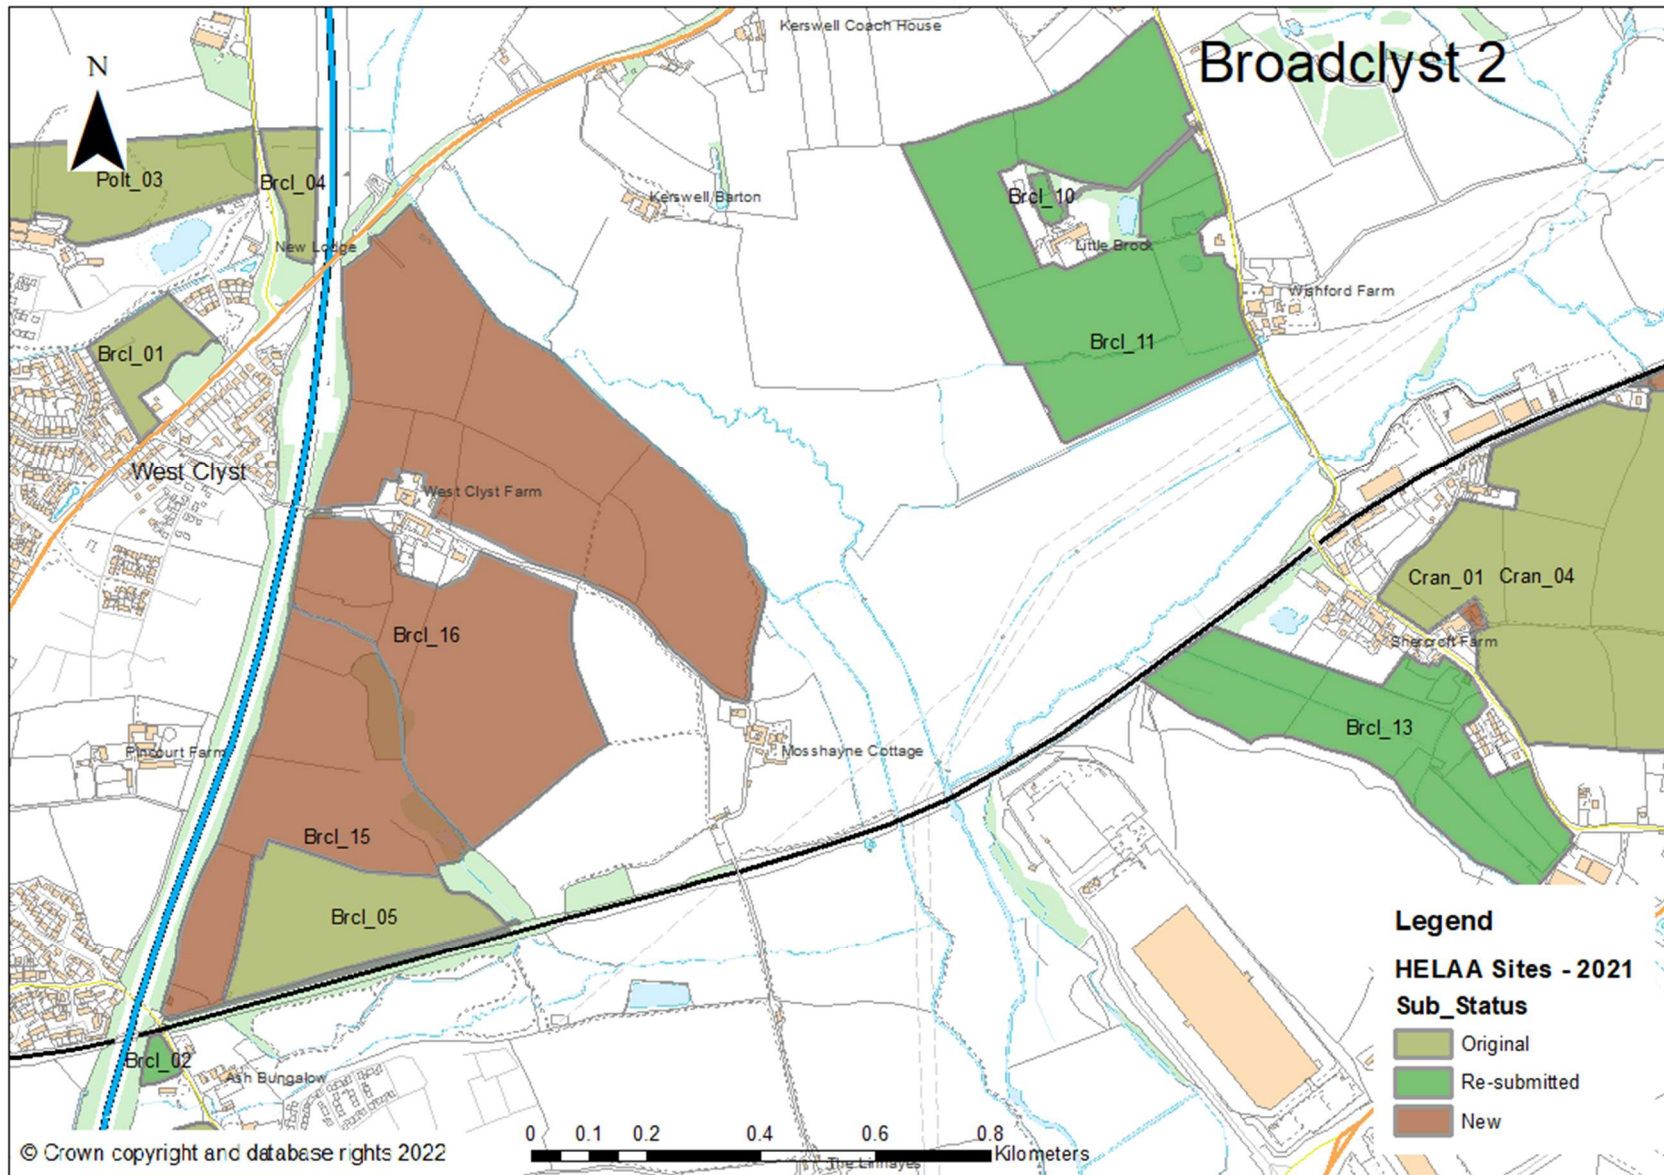 Kerswell Coach House
Broadclyst 2
N
Polt_03
Brcl_04
Brcl_10
Kerswell Barton
New Lodge
Little Brook
Wishford Farm
Brcl_01
Brcl_11
West Clyst
West Clyst Farm
Cran_01
Cran_04
Brcl_16
Shercroft Farm
Brcl_13
Pincourt Farm
Mosshayne Cottage
Brcl_15
Brcl_05
Brcl_02
Ash Bungalow
Legend
HELAA Sites - 2021
Sub_Status
Original
Re-submitted
New
0 0.1 0.2 0.4 0.6 0.8
Kilometers
The Linhayes
© Crown copyright and database rights 2022